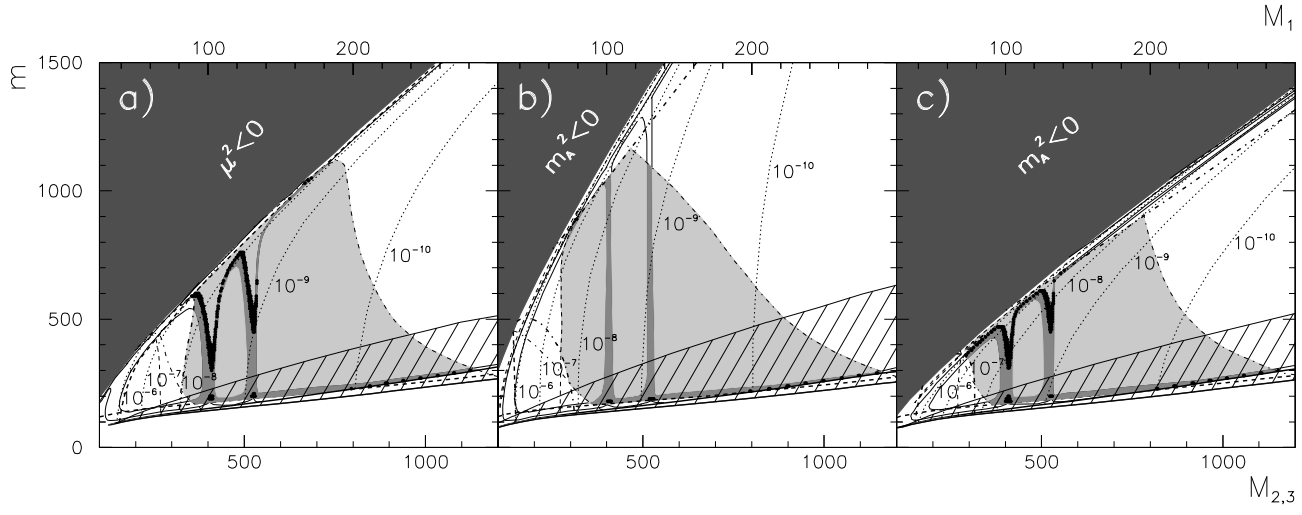 M₁
100 200 100 200 100 200
m
1500
1000
500
0
a) b) c)
μ²<0 m_A²<0 m_A²<0
10⁻¹⁰ 10⁻¹⁰ 10⁻¹⁰
10⁻⁹ 10⁻⁹ 10⁻⁹
10⁻⁸ 10⁻⁸ 10⁻⁸
10⁻⁷ 10⁻⁷ 10⁻⁷
10⁻⁶ 10⁻⁶ 10⁻⁶
500 1000 500 1000 500 1000
M₂,₃